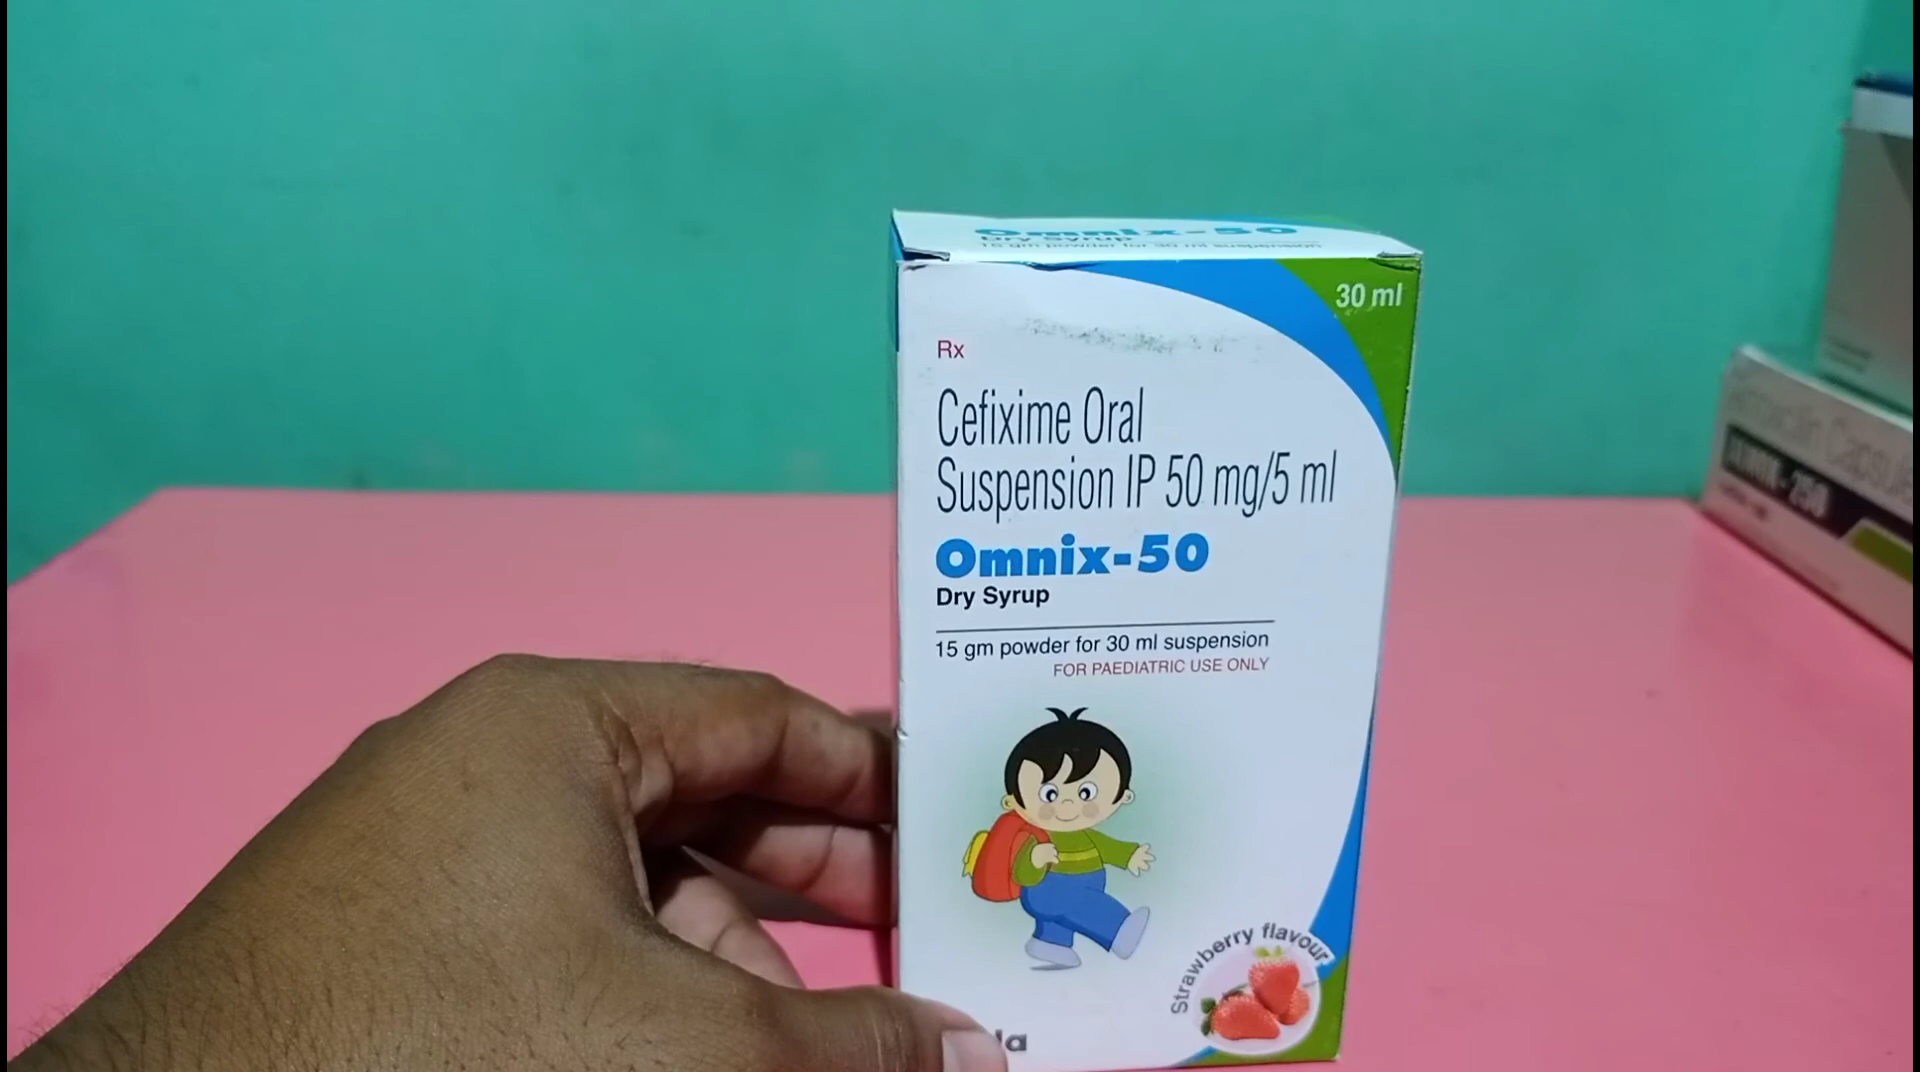 Omnix-50
Dry Syrup
15 gm powder for 30 ml suspension
30 ml
Rx
Cefixime Oral
Suspension IP 50 mg/5 ml
Omnix-50
Dry Syrup
15 gm powder for 30 ml suspension
FOR PAEDIATRIC USE ONLY
Strawberry flavour
Capsule
-250